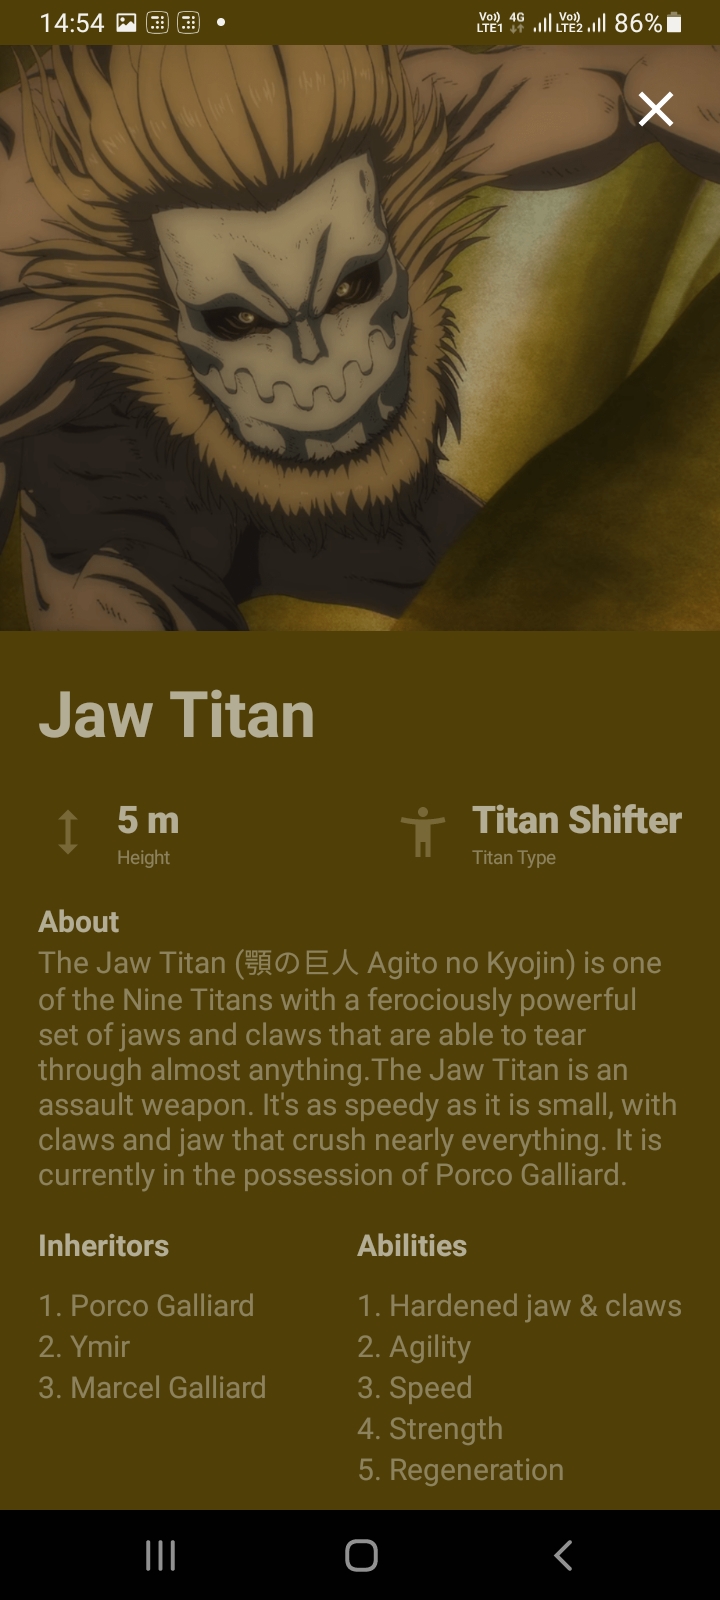 14:54
Vo)) LTE1 4G Vo)) LTE2 86%
Jaw Titan
5 m
Height
Titan Shifter
Titan Type
About
The Jaw Titan (顎の巨人 Agito no Kyojin) is one
of the Nine Titans with a ferociously powerful
set of jaws and claws that are able to tear
through almost anything.The Jaw Titan is an
assault weapon. It's as speedy as it is small, with
claws and jaw that crush nearly everything. It is
currently in the possession of Porco Galliard.
Inheritors
1. Porco Galliard
2. Ymir
3. Marcel Galliard
Abilities
1. Hardened jaw & claws
2. Agility
3. Speed
4. Strength
5. Regeneration